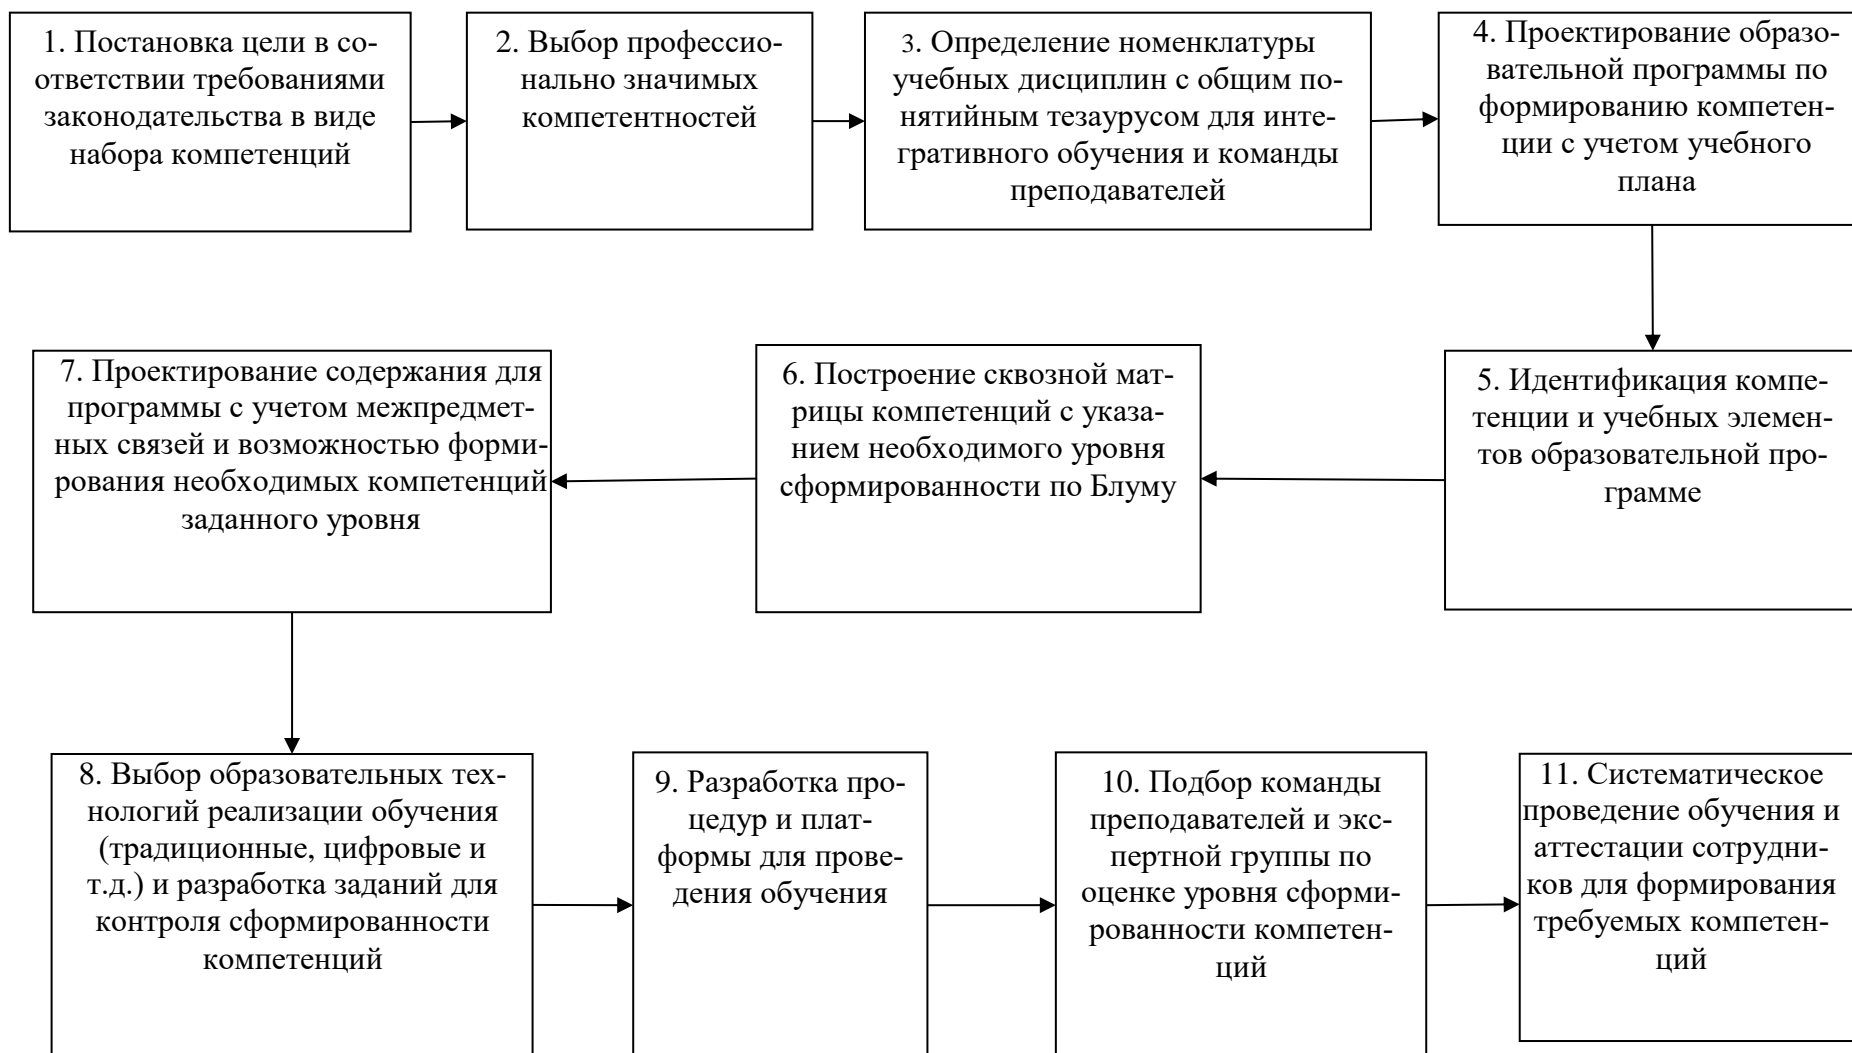 1. Постановка цели в со-
ответствии требованиями
законодательства в виде
набора компетенций
2. Выбор профессио-
нально значимых
компетентностей
3. Определение номенклатуры
учебных дисциплин с общим по-
нятийным тезаурусом для инте-
гративного обучения и команды
преподавателей
4. Проектирование образо-
вательной программы по
формированию компетен-
ции с учетом учебного
плана
5. Идентификация компе-
тенции и учебных элемен-
тов образовательной про-
грамме
6. Построение сквозной мат-
рицы компетенций с указа-
нием необходимого уровня
сформированности по Блуму
7. Проектирование содержания для
программы с учетом межпредмет-
ных связей и возможностью форми-
рования необходимых компетенций
заданного уровня
8. Выбор образовательных тех-
нологий реализации обучения
(традиционные, цифровые и
т.д.) и разработка заданий для
контроля сформированности
компетенций
9. Разработка про-
цедур и плат-
формы для прове-
дения обучения
10. Подбор команды
преподавателей и экс-
пертной группы по
оценке уровня сформи-
рованности компетен-
ций
11. Систематическое
проведение обучения и
аттестации сотрудни-
ков для формирования
требуемых компетен-
ций